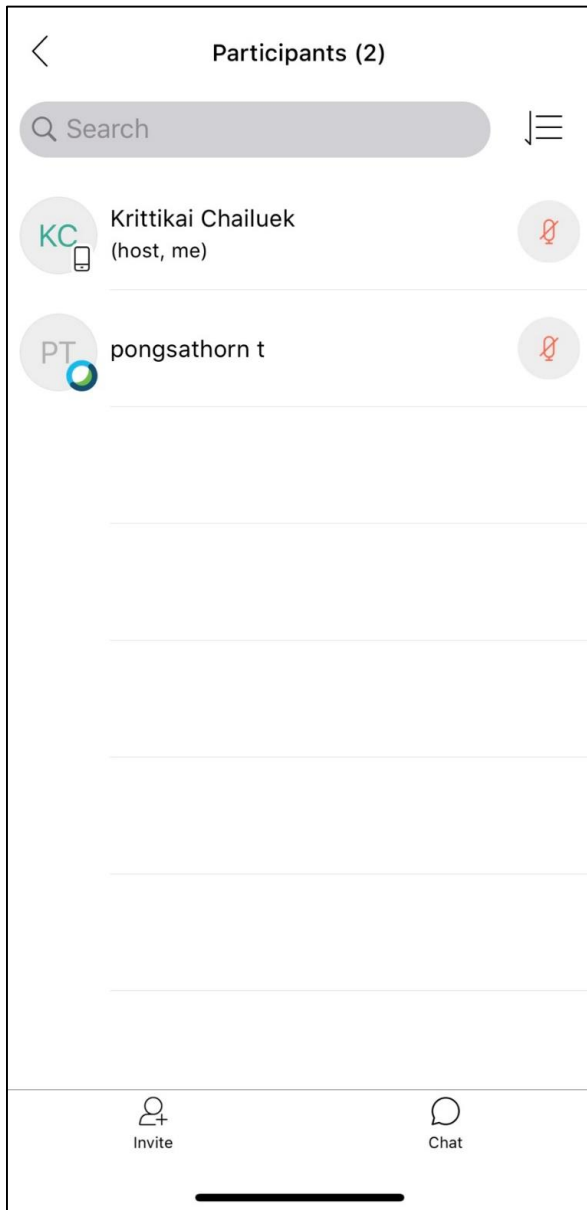 Participants (2)
Search
KC
Krittikai Chailuek
(host, me)
PT
pongsathorn t
Invite
Chat